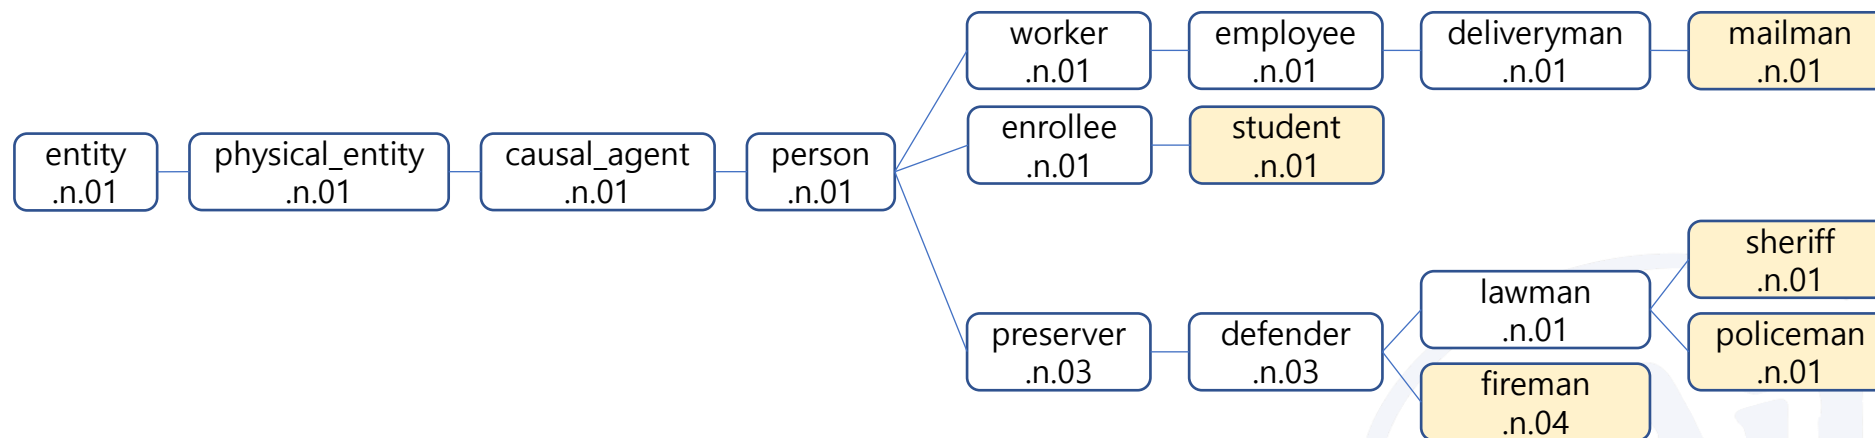 entity
.n.01
physical_entity
.n.01
causal_agent
.n.01
person
.n.01
worker
.n.01
employee
.n.01
deliveryman
.n.01
mailman
.n.01
enrollee
.n.01
student
.n.01
preserver
.n.03
defender
.n.03
lawman
.n.01
sheriff
.n.01
policeman
.n.01
fireman
.n.04